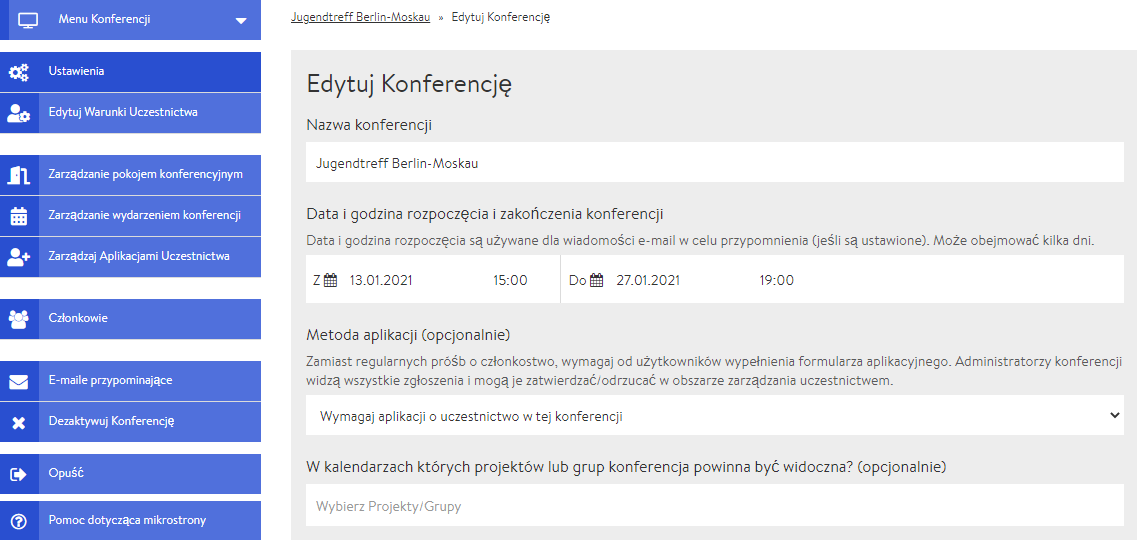 Menu Konferencji
Ustawienia
Edytuj Warunki Uczestnictwa
Zarządzanie pokojem konferencyjnym
Zarządzanie wydarzeniem konferencji
Zarządzaj Aplikacjami Uczestnictwa
Członkowie
E-maile przypominające
Dezaktywuj Konferencję
Opuść
Pomoc dotycząca mikrostrony
Jugendtreff Berlin-Moskau » Edytuj Konferencję
Edytuj Konferencję
Nazwa konferencji
Jugendtreff Berlin-Moskau
Data i godzina rozpoczęcia i zakończenia konferencji
Data i godzina rozpoczęcia są używane dla wiadomości e-mail w celu przypomnienia (jeśli są ustawione). Może obejmować kilka dni.
Z 13.01.2021 15:00 Do 27.01.2021 19:00
Metoda aplikacji (opcjonalnie)
Zamiast regularnych próśb o członkostwo, wymagaj od użytkowników wypełnienia formularza aplikacyjnego. Administratorzy konferencji
widzą wszystkie zgłoszenia i mogą je zatwierdzać/odrzucać w obszarze zarządzania uczestnictwem.
Wymagaj aplikacji o uczestnictwo w tej konferencji
W kalendarzach których projektów lub grup konferencja powinna być widoczna? (opcjonalnie)
Wybierz Projekty/Grupy